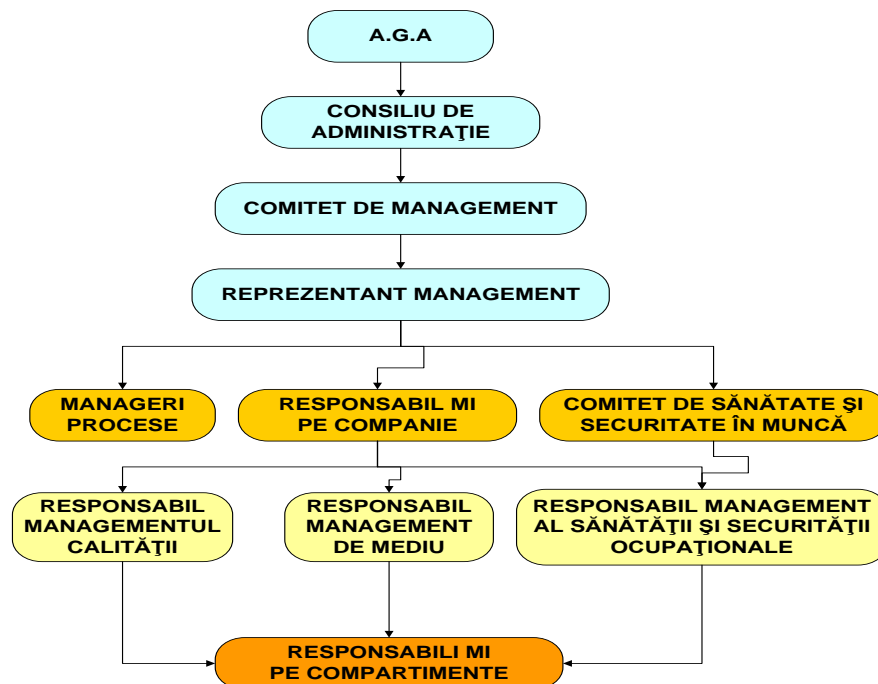 A.G.A
CONSILIU DE
ADMINISTRAŢIE
COMITET DE MANAGEMENT
REPREZENTANT MANAGEMENT
MANAGERI
PROCESE
RESPONSABIL MI
PE COMPANIE
COMITET DE SĂNĂTATE ŞI
SECURITATE ÎN MUNCĂ
RESPONSABIL
MANAGEMENTUL
CALITĂŢII
RESPONSABIL
MANAGEMENT
DE MEDIU
RESPONSABIL MANAGEMENT
AL SĂNĂTĂŢII ŞI SECURITĂŢII
OCUPAŢIONALE
RESPONSABILI MI
PE COMPARTIMENTE